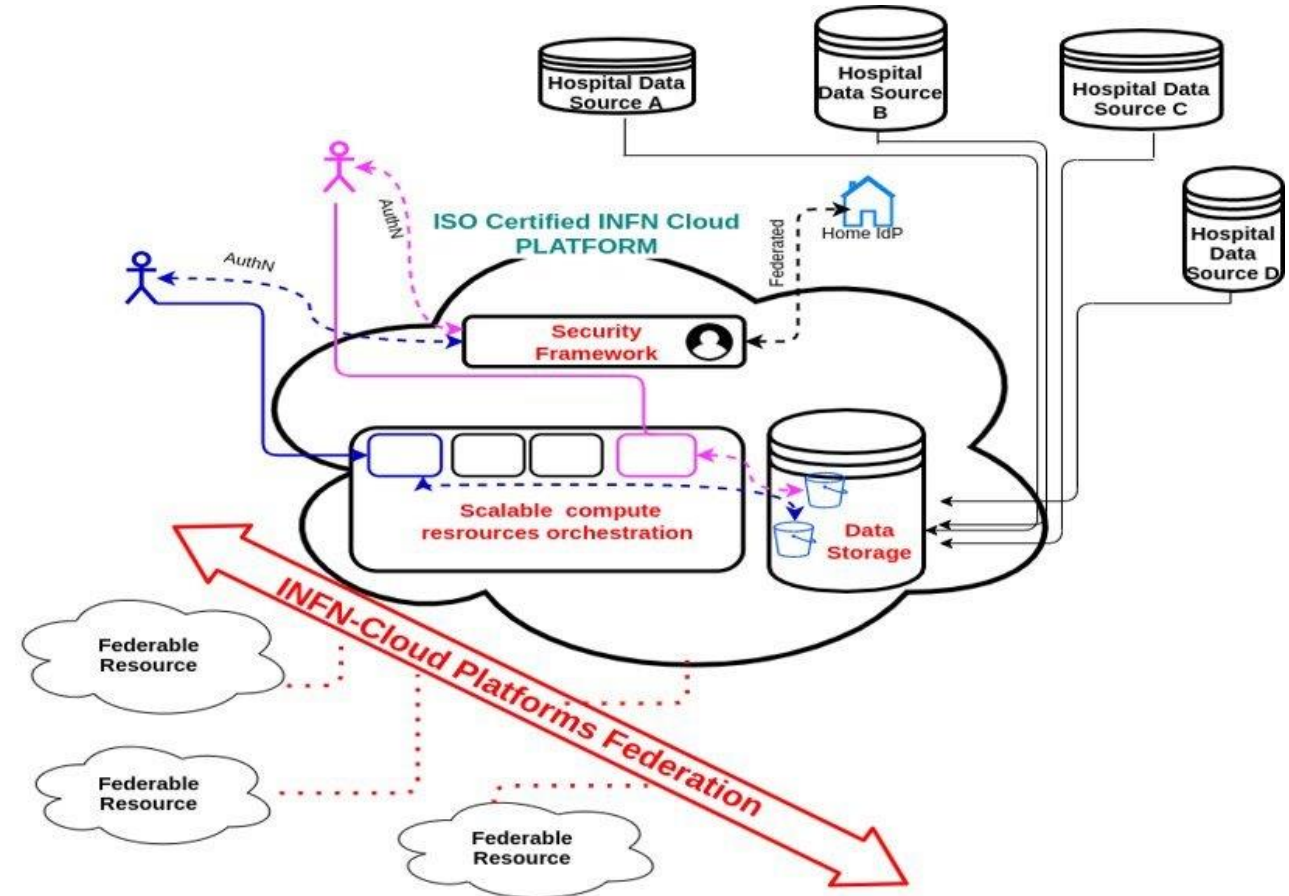 Hospital Data
Source A
Hospital
Data Source
B
Hospital Data
Source C
Hospital
Data
Source D
AuthN
AuthN
ISO Certified INFN Cloud
PLATFORM
Federated
Home IdP
Security
Framework
Scalable compute
resrources orchestration
Data
Storage
INFN-Cloud Platforms Federation
Federable
Resource
Federable
Resource
Federable
Resource